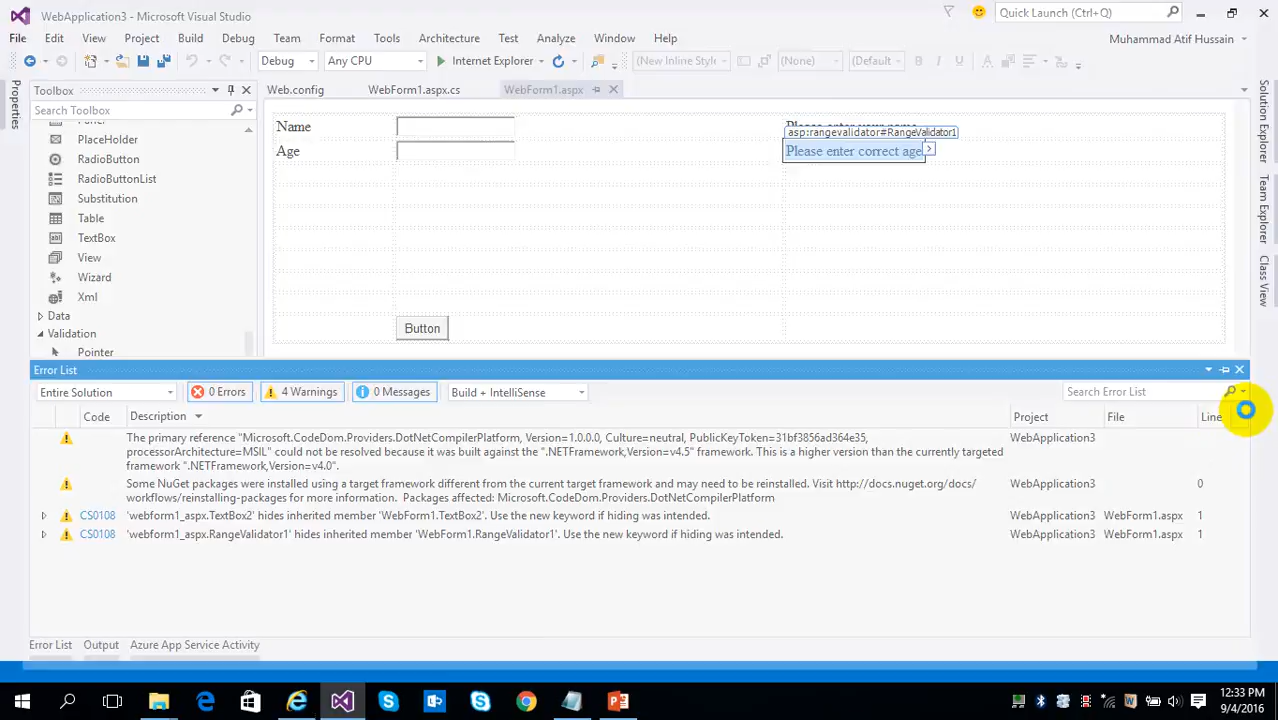 WebApplication3 - Microsoft Visual Studio
Quick Launch (Ctrl+Q)
File Edit View Project Build Debug Team Format Tools Architecture Test Analyze Window Help
Muhammad Atif Hussain
Debug Any CPU Internet Explorer (New Inline Style (None) (Default B I U A
Properties
Toolbox
Web.config WebForm1.aspx.cs WebForm1.aspx
Search Toolbox
PlaceHolder
RadioButton
RadioButtonList
Substitution
Table
TextBox
View
Wizard
Xml
Data
Validation
Pointer
Name
Please enter your name
asp:rangevalidator#RangeValidator1
Age
Please enter correct age
Button
Solution Explorer
Team Explorer
Class View
Error List
Entire Solution 0 Errors 4 Warnings 0 Messages Build + IntelliSense Search Error List
Code Description Project File Line
The primary reference "Microsoft.CodeDom.Providers.DotNetCompilerPlatform, Version=1.0.0.0, Culture=neutral, PublicKeyToken=31bf3856ad364e35, WebApplication3
processorArchitecture=MSIL" could not be resolved because it was built against the ".NETFramework,Version=v4.5" framework. This is a higher version than the currently targeted
framework ".NETFramework,Version=v4.0".
Some NuGet packages were installed using a target framework different from the current target framework and may need to be reinstalled. Visit http://docs.nuget.org/docs/ WebApplication3 0
workflows/reinstalling-packages for more information. Packages affected: Microsoft.CodeDom.Providers.DotNetCompilerPlatform
CS0108 'webform1_aspx.TextBox2' hides inherited member 'WebForm1.TextBox2'. Use the new keyword if hiding was intended. WebApplication3 WebForm1.aspx 1
CS0108 'webform1_aspx.RangeValidator1' hides inherited member 'WebForm1.RangeValidator1'. Use the new keyword if hiding was intended. WebApplication3 WebForm1.aspx 1
Error List Output Azure App Service Activity
12:33 PM
9/4/2016